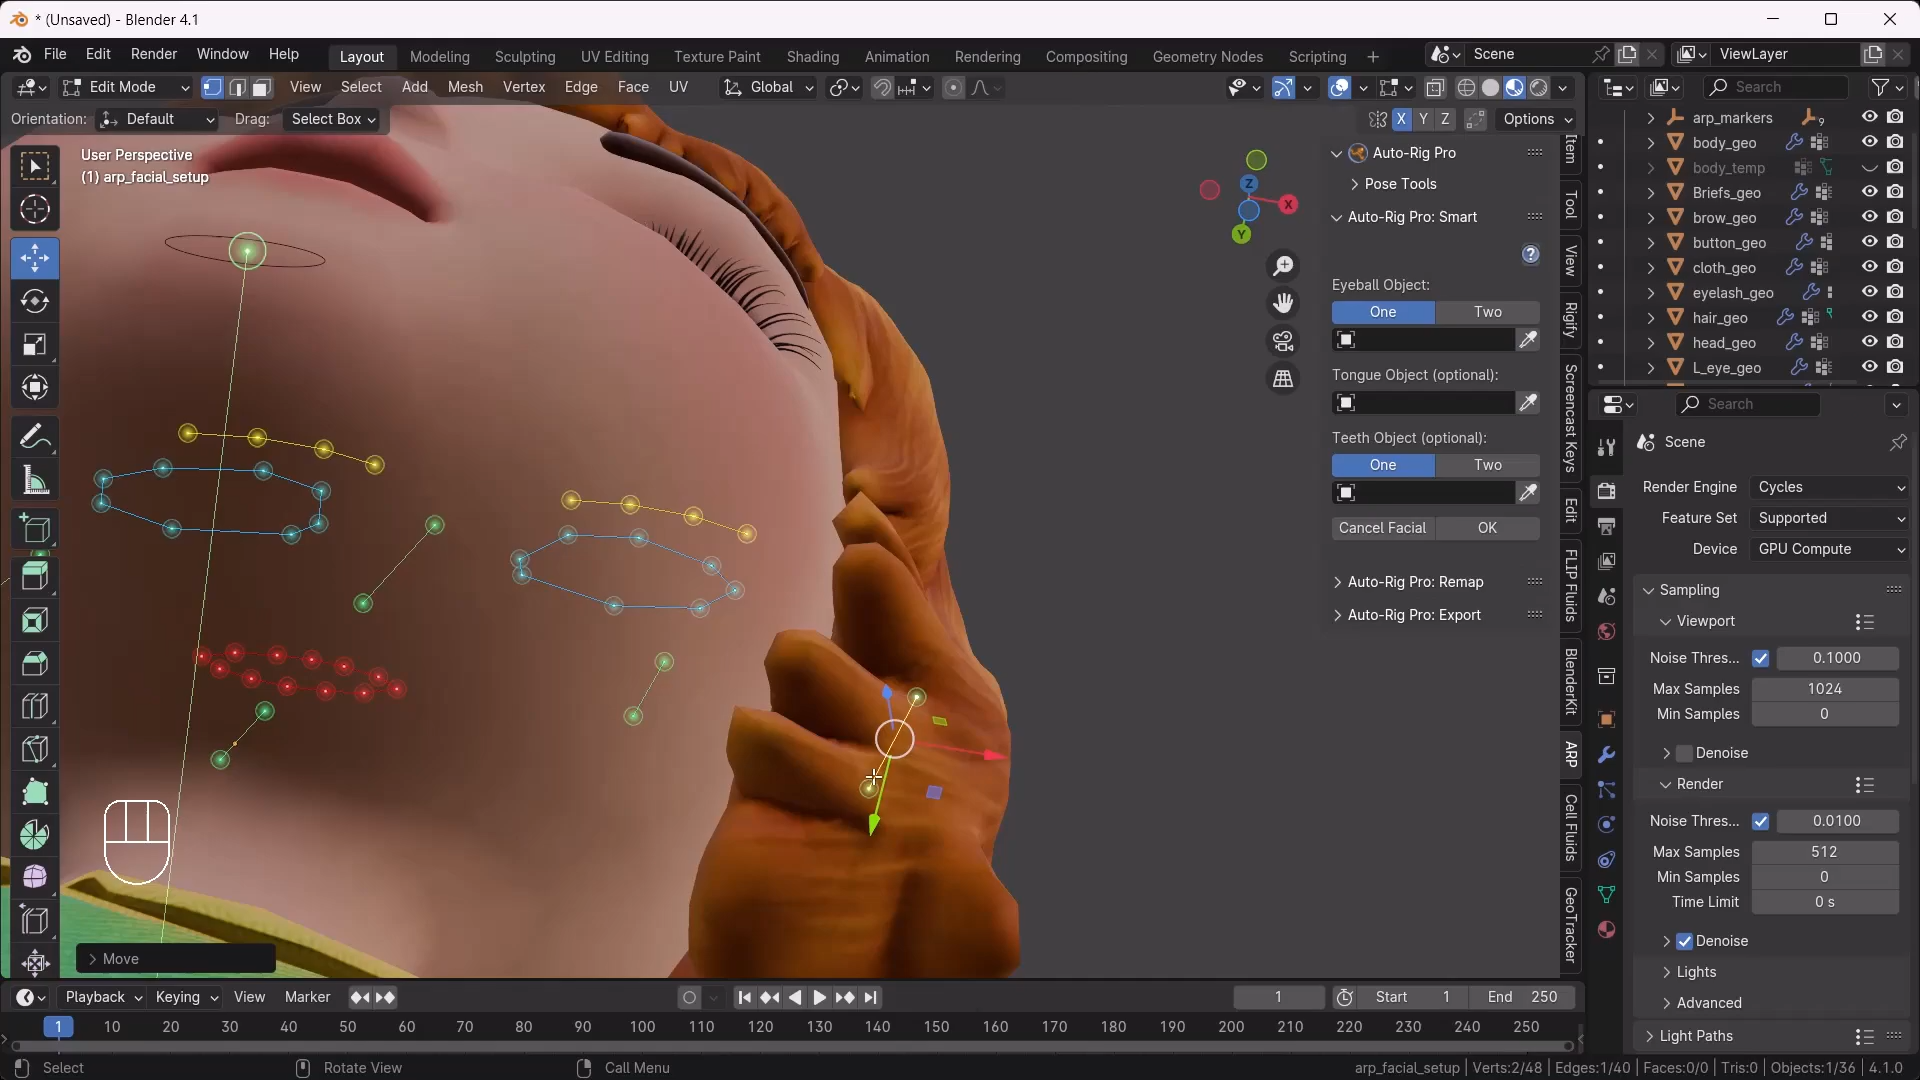 * (Unsaved) - Blender 4.1
File Edit Render Window Help
Layout Modeling Sculpting UV Editing Texture Paint Shading Animation Rendering Compositing Geometry Nodes Scripting +
Scene
ViewLayer
Edit Mode
View Select Add Mesh Vertex Edge Face UV
Global
Search
Orientation: Default Drag: Select Box
X Y Z Options
User Perspective
(1) arp_facial_setup
Z
X
Y
Auto-Rig Pro
Pose Tools
Auto-Rig Pro: Smart
?
Eyeball Object:
One Two
Tongue Object (optional):
Teeth Object (optional):
One Two
Cancel Facial OK
Auto-Rig Pro: Remap
Auto-Rig Pro: Export
Item
Tool
View
Rigify
Screencast Keys
Edit
FLIP Fluids
BlenderKit
ARP
Cell Fluids
GeoTracker
arp_markers 9
body_geo
body_temp
Briefs_geo
brow_geo
button_geo
cloth_geo
eyelash_geo
hair_geo
head_geo
L_eye_geo
Search
Scene
Render Engine Cycles
Feature Set Supported
Device GPU Compute
Sampling
Viewport
Noise Thres... 0.1000
Max Samples 1024
Min Samples 0
Denoise
Render
Noise Thres... 0.0100
Max Samples 512
Min Samples 0
Time Limit 0 s
Denoise
Lights
Advanced
Light Paths
Move
Playback Keying View Marker
1 Start 1 End 250
1 10 20 30 40 50 60 70 80 90 100 110 120 130 140 150 160 170 180 190 200 210 220 230 240 250
Select Rotate View Call Menu
arp_facial_setup | Verts:2/48 | Edges:1/40 | Faces:0/0 | Tris:0 | Objects:1/36 | 4.1.0